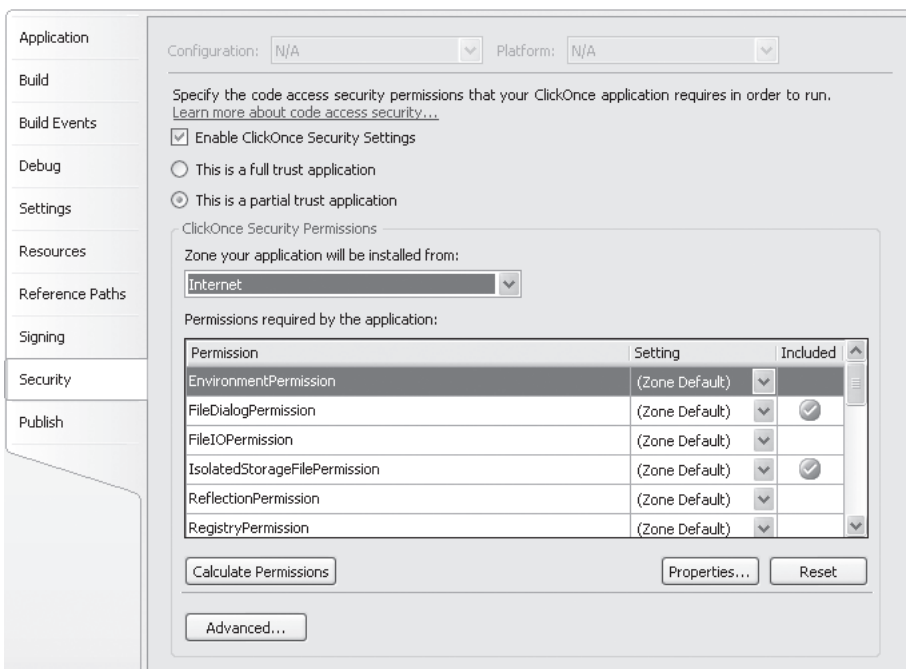 Application
Build
Build Events
Debug
Settings
Resources
Reference Paths
Signing
Security
Publish
Configuration: N/A Platform: N/A
Specify the code access security permissions that your ClickOnce application requires in order to run.
Learn more about code access security...
Enable ClickOnce Security Settings
This is a full trust application
This is a partial trust application
ClickOnce Security Permissions
Zone your application will be installed from:
Internet
Permissions required by the application:
Permission Setting Included
EnvironmentPermission (Zone Default)
FileDialogPermission (Zone Default)
FileIOPermission (Zone Default)
IsolatedStorageFilePermission (Zone Default)
ReflectionPermission (Zone Default)
RegistryPermission (Zone Default)
Calculate Permissions Properties... Reset
Advanced...